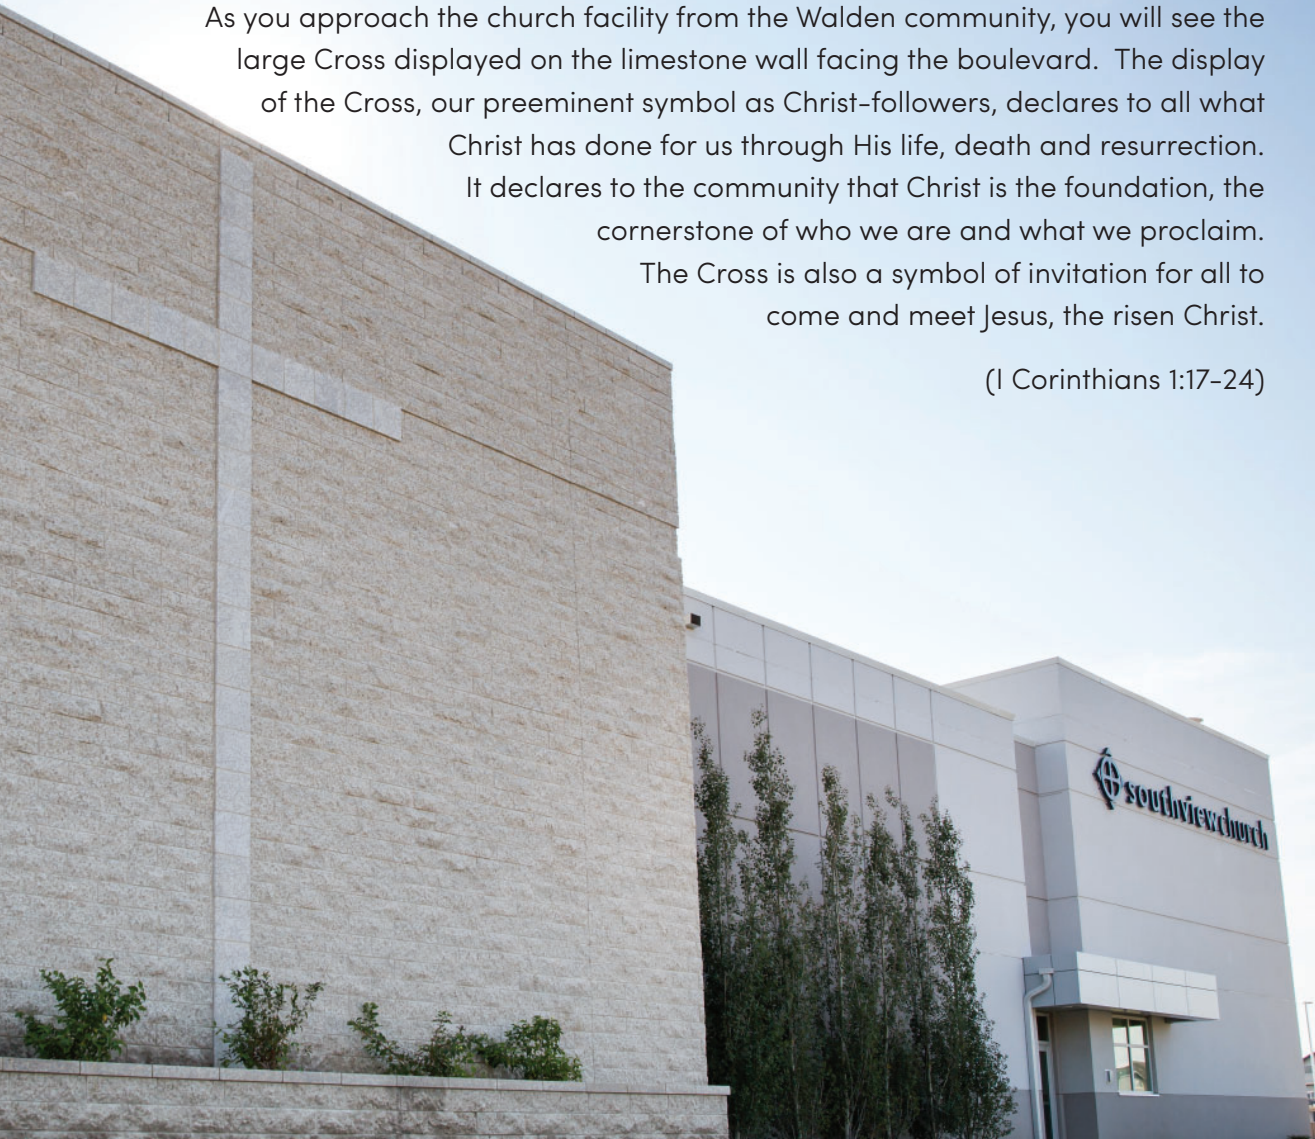 As you approach the church facility from the Walden community, you will see the
large Cross displayed on the limestone wall facing the boulevard.  The display
of the Cross, our preeminent symbol as Christ-followers, declares to all what
Christ has done for us through His life, death and resurrection.
It declares to the community that Christ is the foundation, the
cornerstone of who we are and what we proclaim.
The Cross is also a symbol of invitation for all to
come and meet Jesus, the risen Christ.
(I Corinthians 1:17-24)
southviewchurch